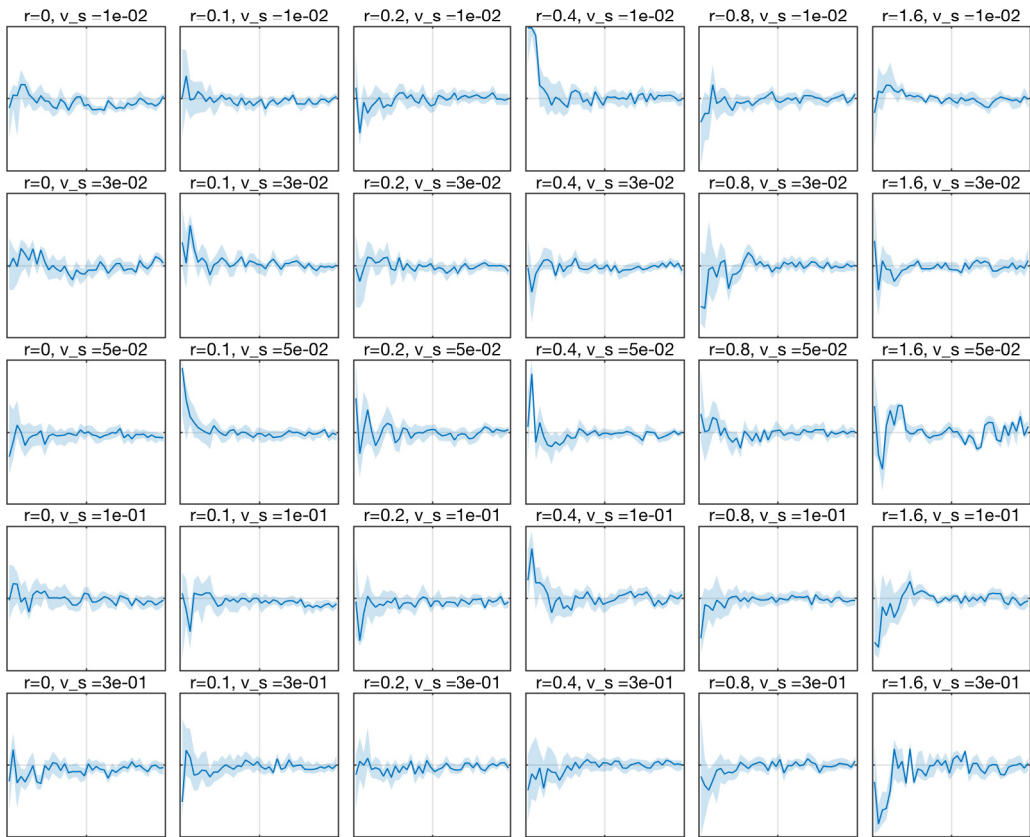 r=0, v_s =1e-02 r=0.1, v_s =1e-02 r=0.2, v_s =1e-02 r=0.4, v_s =1e-02 r=0.8, v_s =1e-02 r=1.6, v_s =1e-02
r=0, v_s =3e-02 r=0.1, v_s =3e-02 r=0.2, v_s =3e-02 r=0.4, v_s =3e-02 r=0.8, v_s =3e-02 r=1.6, v_s =3e-02
r=0, v_s =5e-02 r=0.1, v_s =5e-02 r=0.2, v_s =5e-02 r=0.4, v_s =5e-02 r=0.8, v_s =5e-02 r=1.6, v_s =5e-02
r=0, v_s =1e-01 r=0.1, v_s =1e-01 r=0.2, v_s =1e-01 r=0.4, v_s =1e-01 r=0.8, v_s =1e-01 r=1.6, v_s =1e-01
r=0, v_s =3e-01 r=0.1, v_s =3e-01 r=0.2, v_s =3e-01 r=0.4, v_s =3e-01 r=0.8, v_s =3e-01 r=1.6, v_s =3e-01